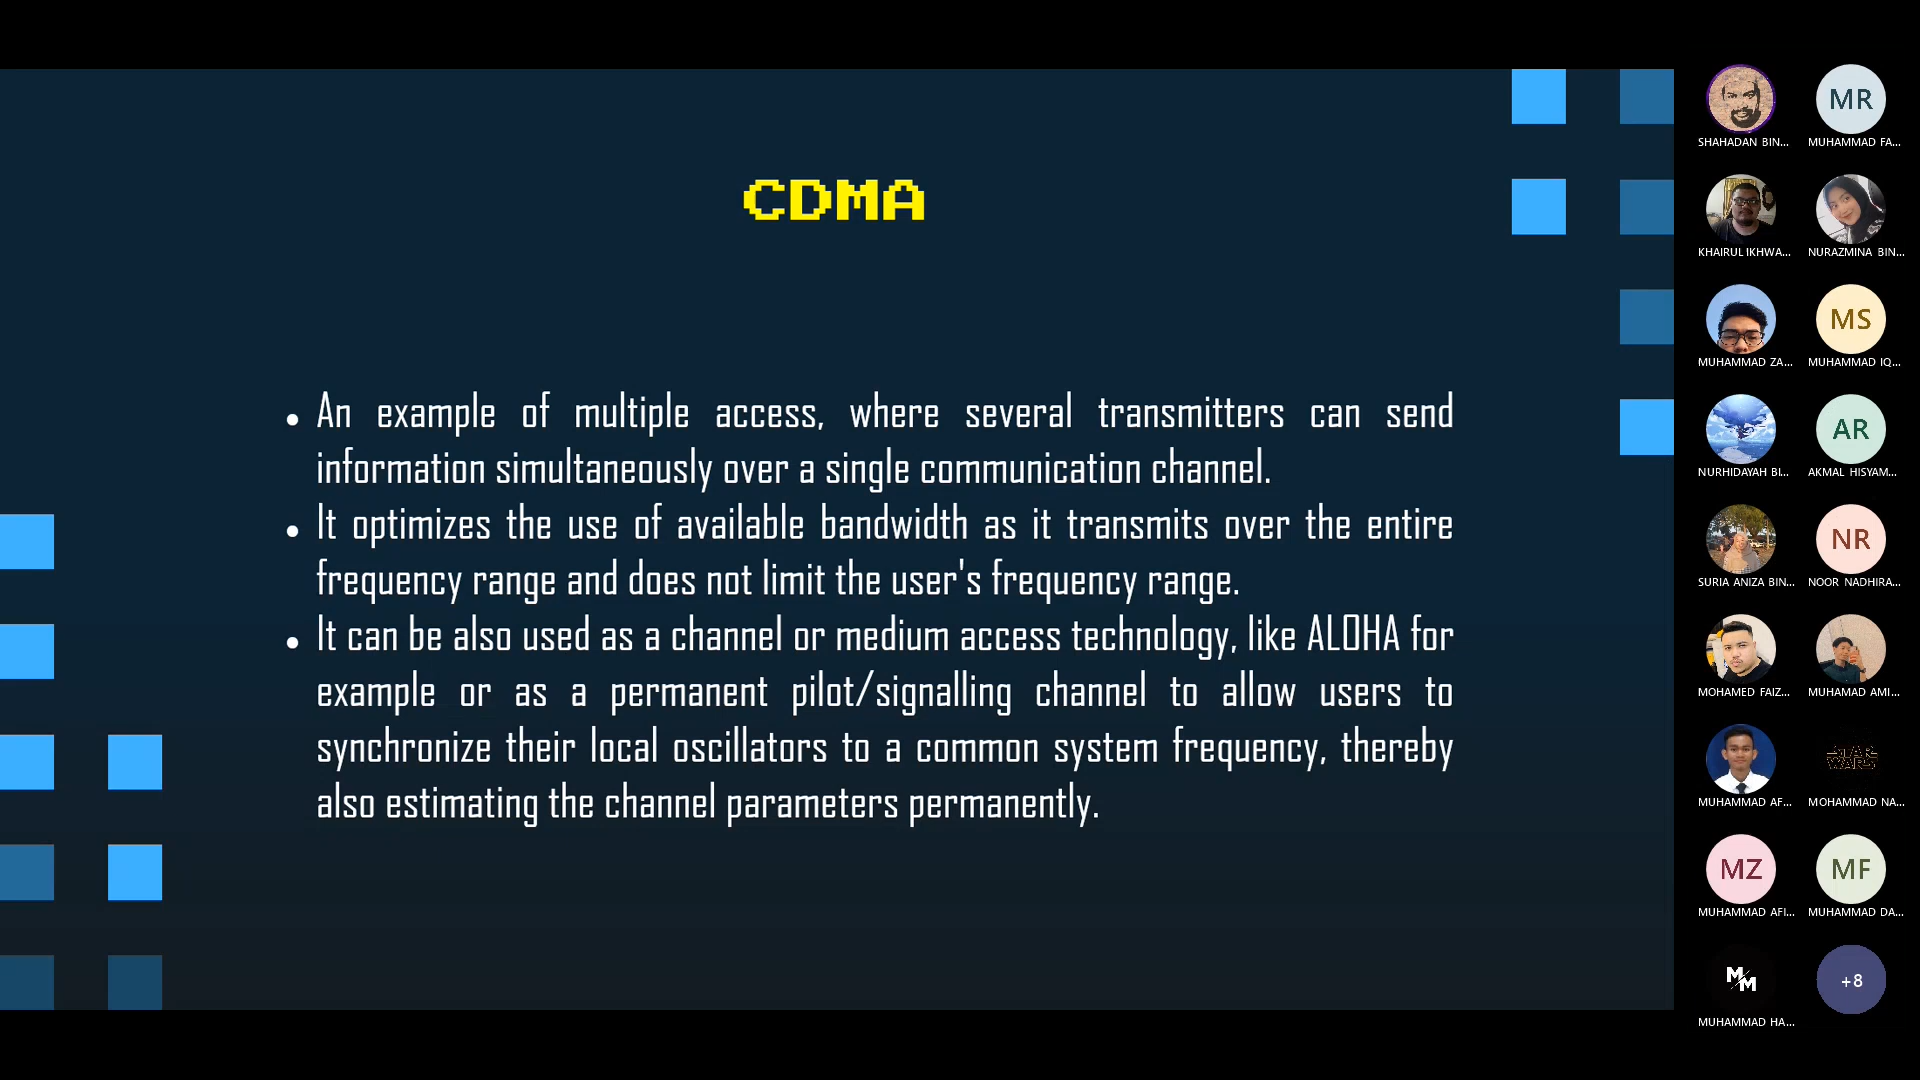 CDMA
• An example of multiple access, where several transmitters can send
information simultaneously over a single communication channel.
• It optimizes the use of available bandwidth as it transmits over the entire
frequency range and does not limit the user's frequency range.
• It can be also used as a channel or medium access technology, like ALOHA for
example or as a permanent pilot/signalling channel to allow users to
synchronize their local oscillators to a common system frequency, thereby
also estimating the channel parameters permanently.
MR
SHAHADAN BIN... MUHAMMAD FA...
KHAIRUL IKHWA... NURAZMINA BIN...
MS
MUHAMMAD ZA... MUHAMMAD IQ...
AR
NURHIDAYAH BI... AKMAL HISYAM...
NR
SURIA ANIZA BIN... NOOR NADHIRA...
MOHAMED FAIZ... MUHAMAD AMI...
STAR
WARS
MUHAMMAD AF... MOHAMMAD NA...
MZ MF
MUHAMMAD AFI... MUHAMMAD DA...
M/M +8
MUHAMMAD HA...